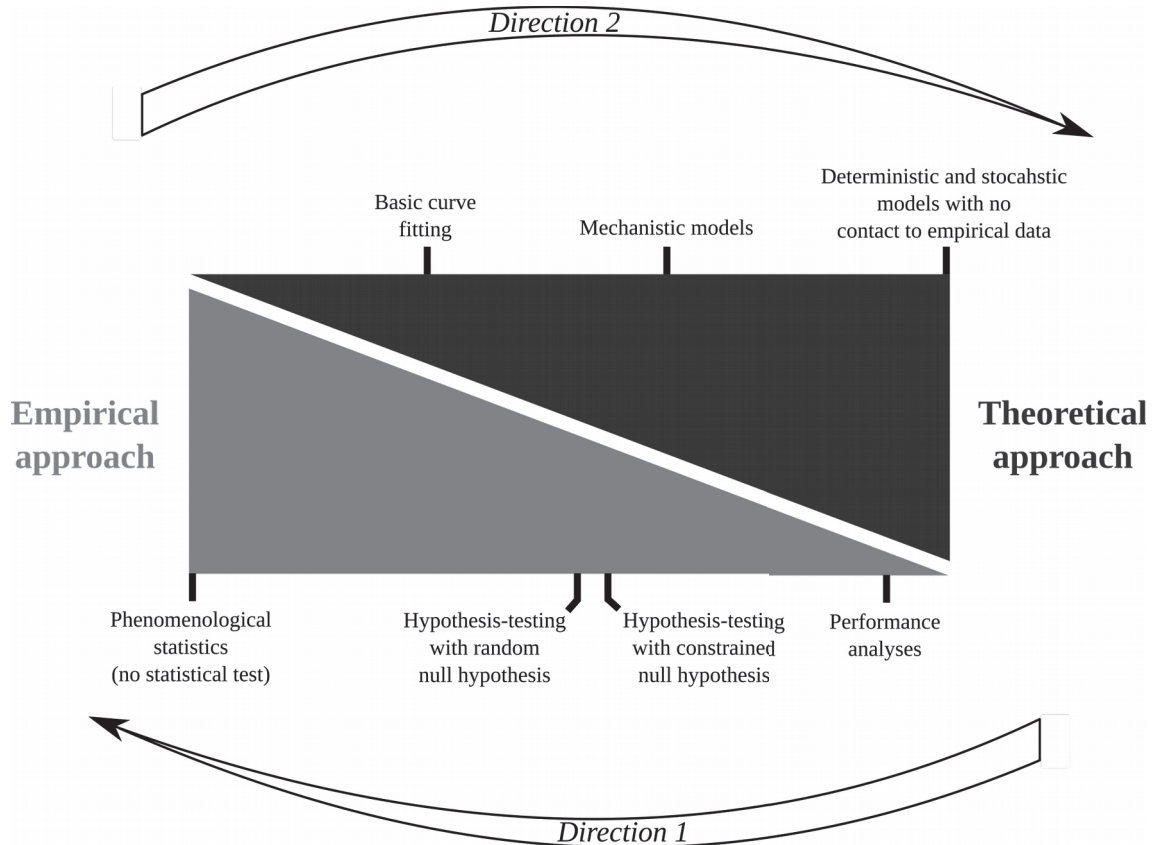 Direction 2
Deterministic and stocahstic
models with no
contact to empirical data
Basic curve
fitting
Mechanistic models
Empirical
approach
Theoretical
approach
Phenomenological
statistics
(no statistical test)
Hypothesis-testing
with random
null hypothesis
Hypothesis-testing
with constrained
null hypothesis
Performance
analyses
Direction 1